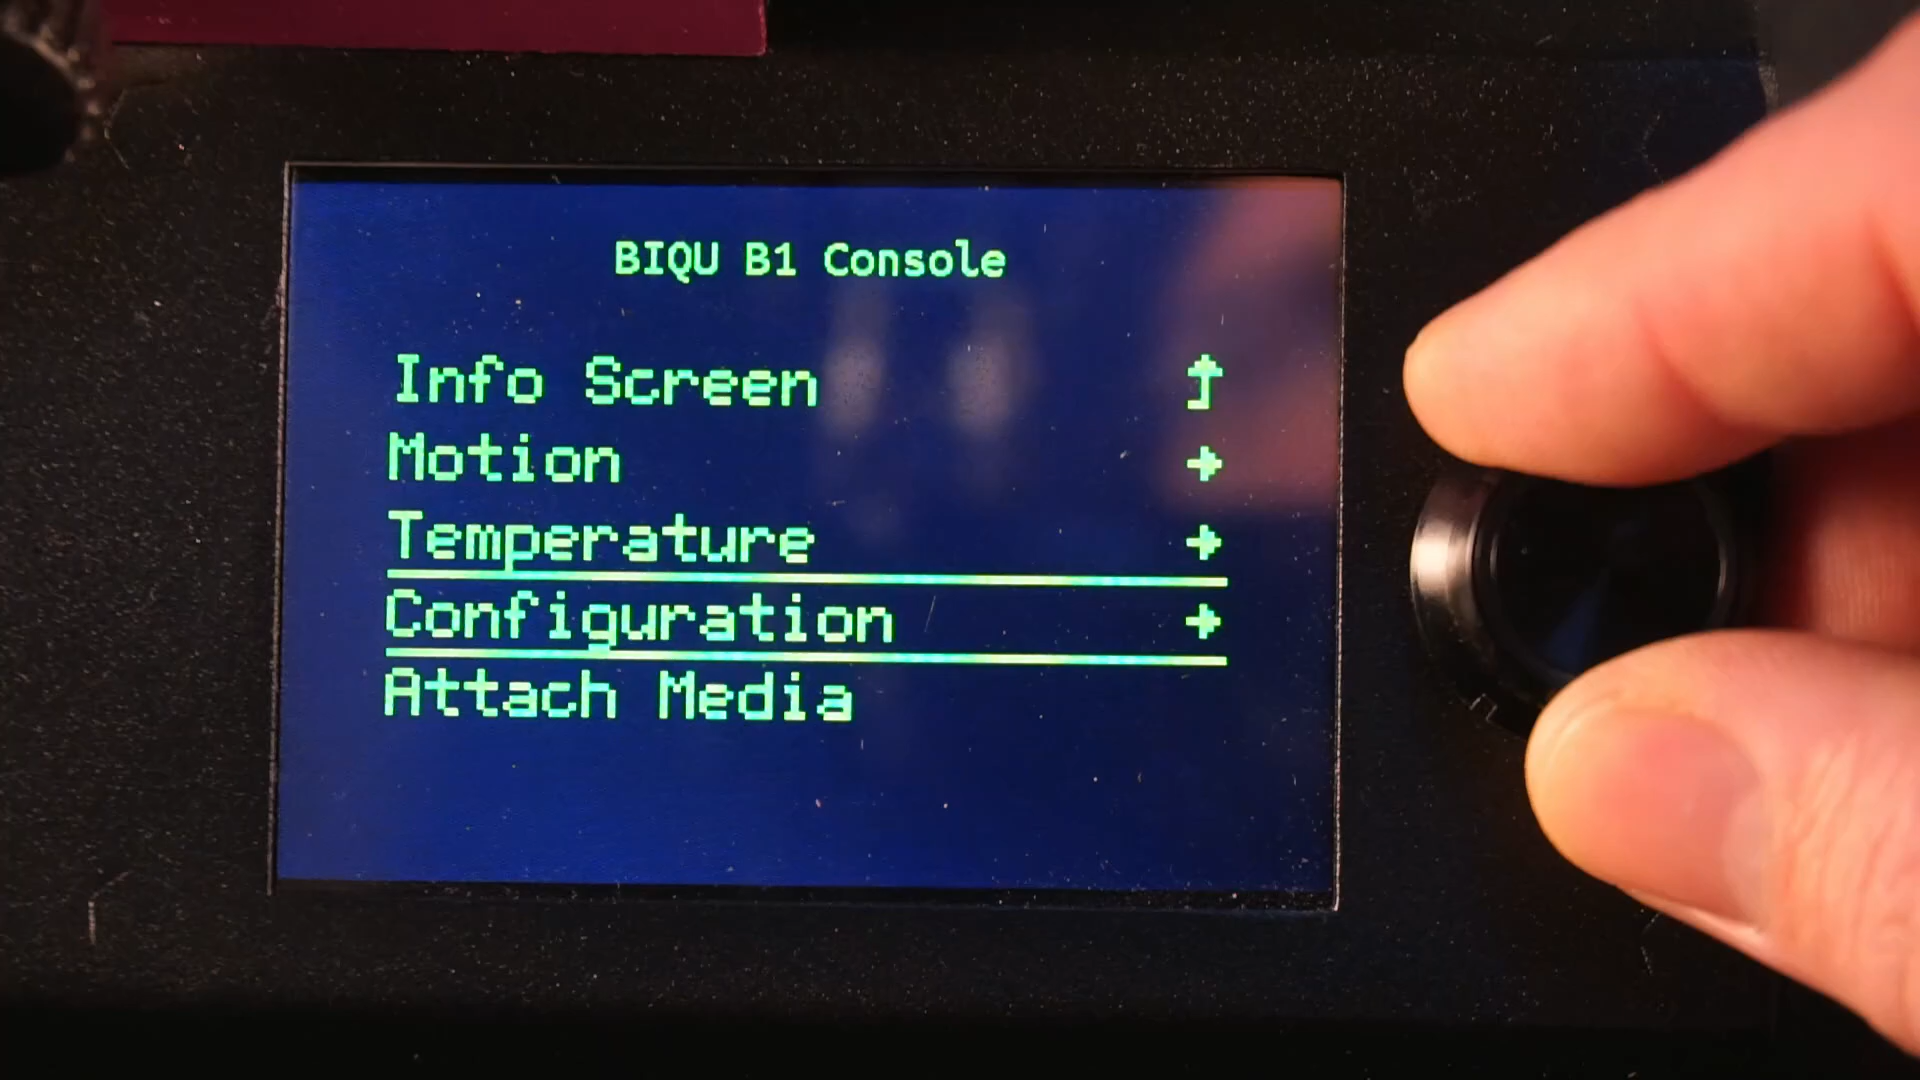 BIQU B1 Console
Info Screen
Motion
Temperature
Configuration
Attach Media